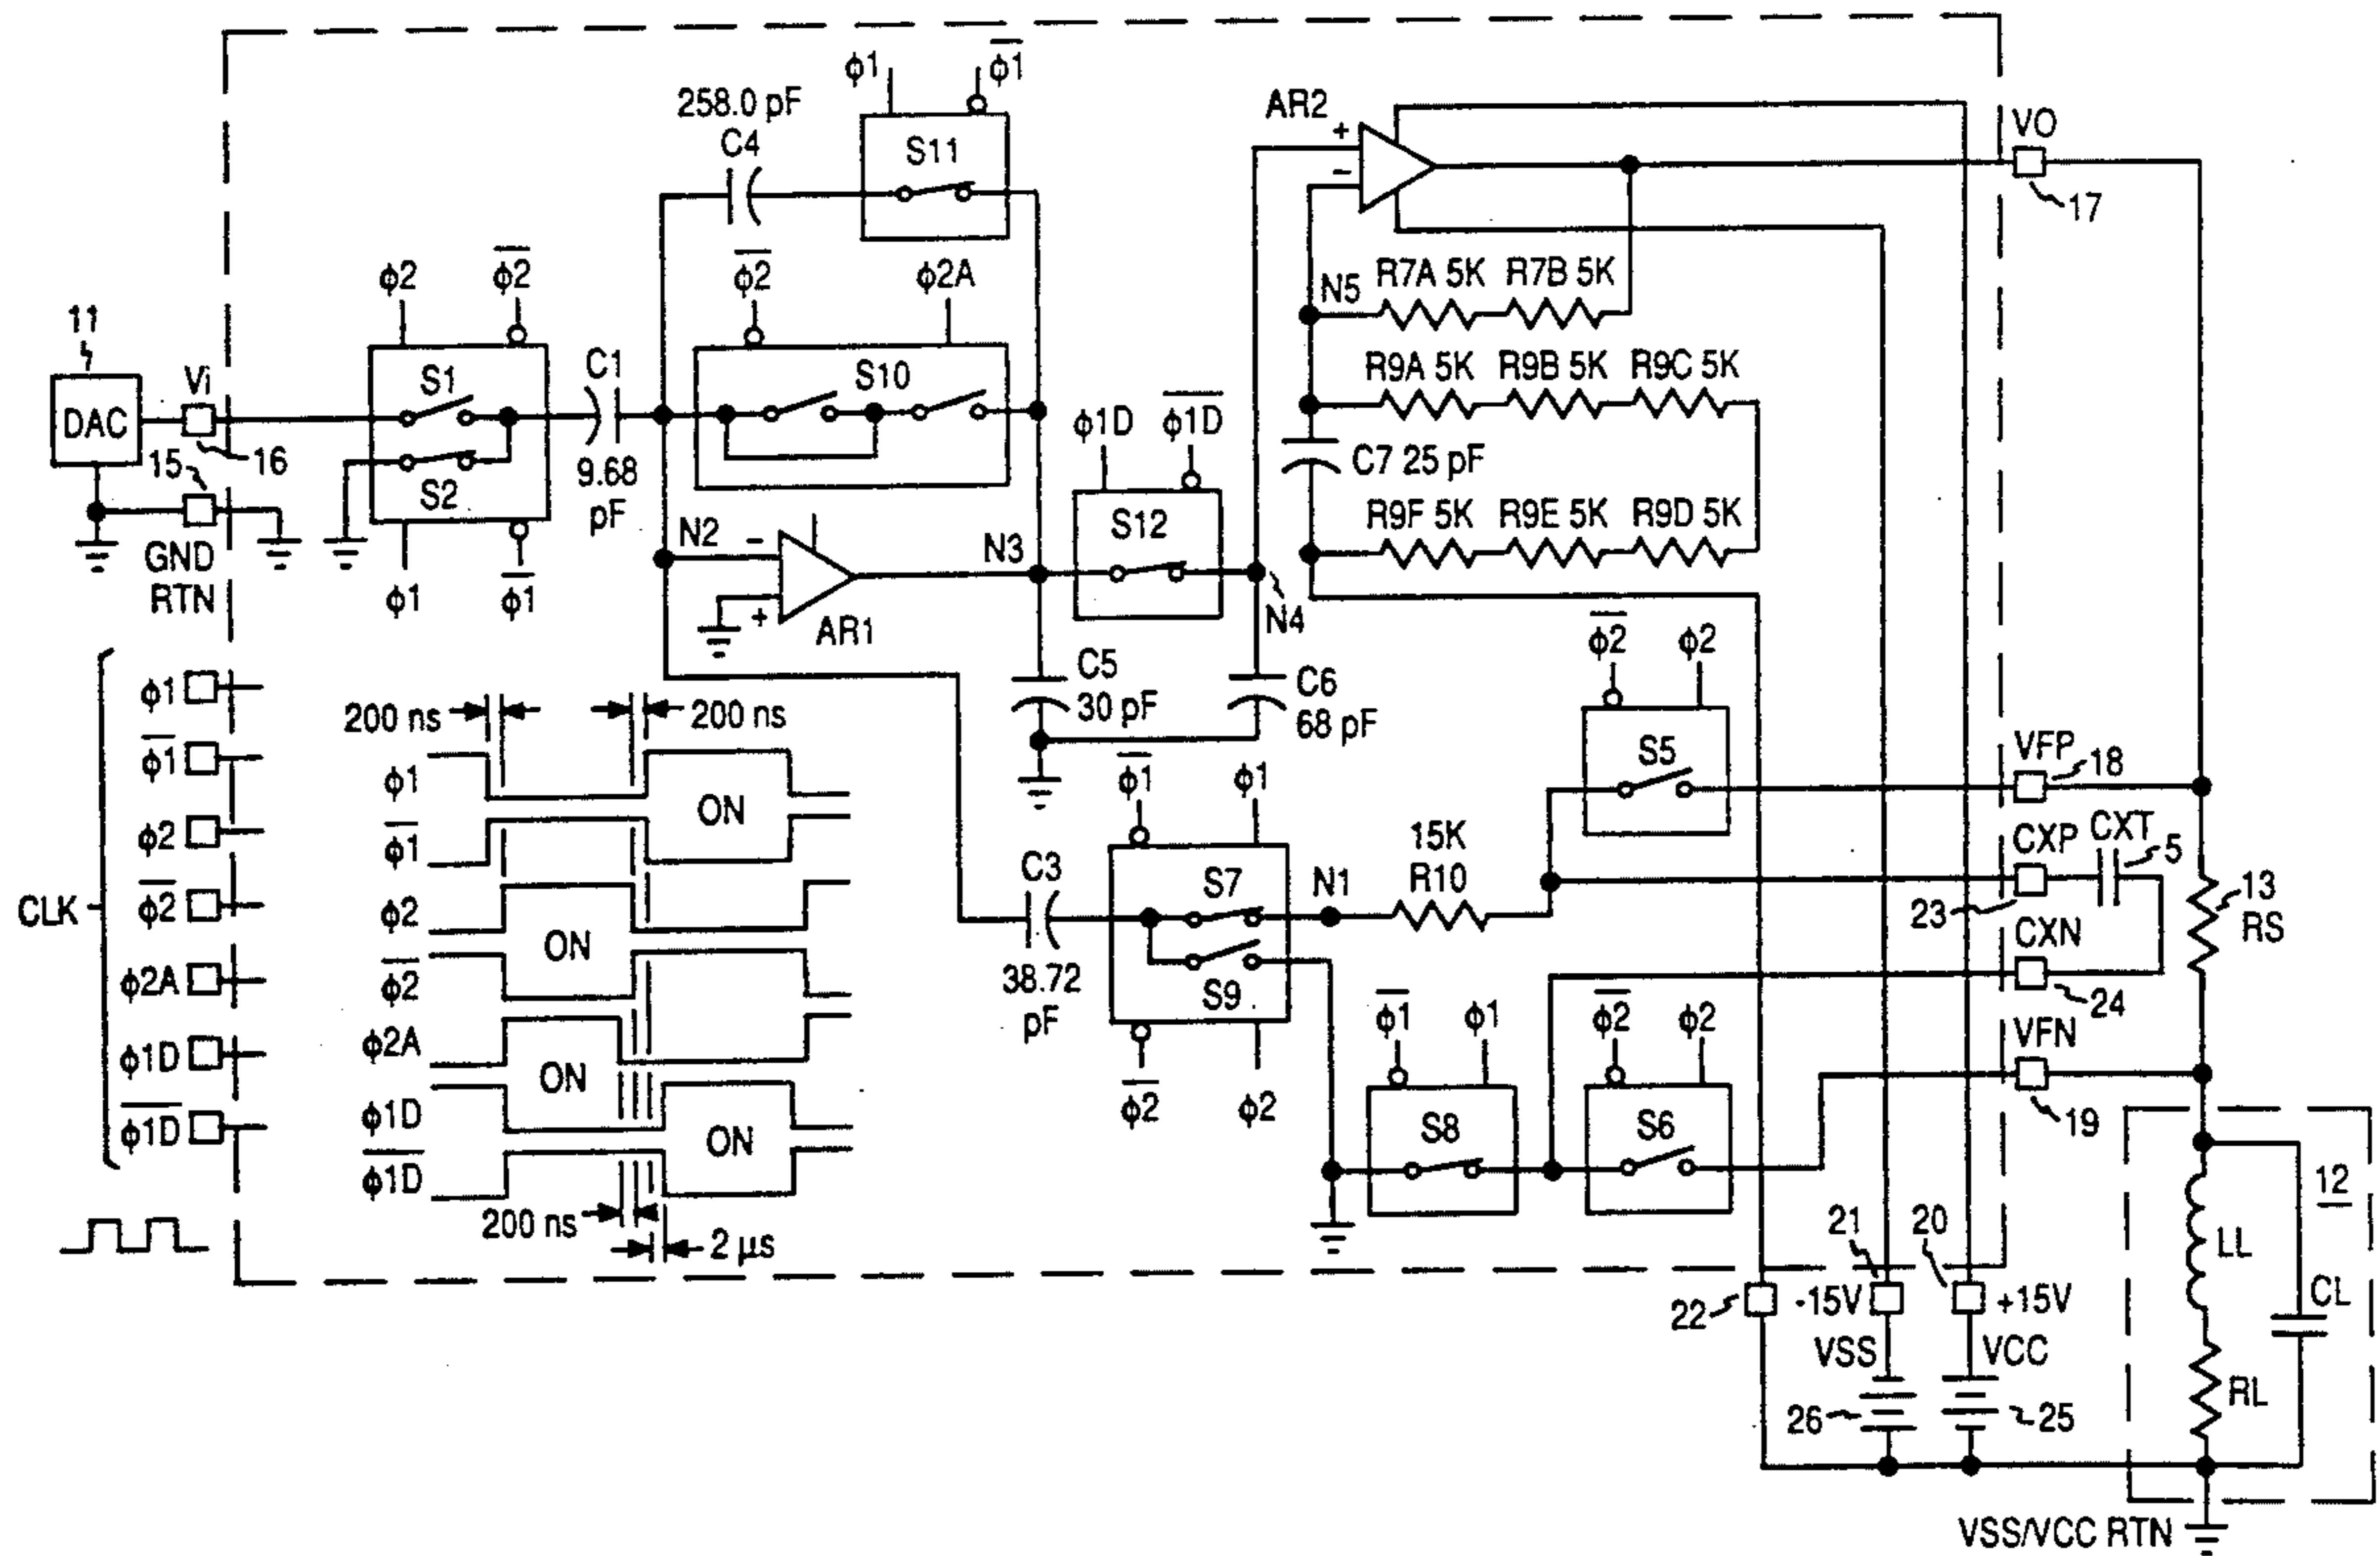 φ1
φ1
258.0 pF
C4
S11
AR2
+
-
VO
17
φ2
φ2
φ2
φ2A
N5
R7A 5K
R7B 5K
11
Vi
S1
C1
S10
R9A 5K
R9B 5K
R9C 5K
DAC
15
16
S2
9.68
pF
φ1D
φ1D
C7 25 pF
GND
RTN
N2
-
+
AR1
N3
S12
R9F 5K
R9E 5K
R9D 5K
φ1
φ1
N4
φ2
φ2
C5
30 pF
C6
68 pF
CLK
φ1
φ1
φ2
φ2
φ2A
φ1D
φ1D
200 ns
200 ns
φ1
ON
φ1
φ2
ON
φ2
φ2A
ON
φ1D
ON
φ1D
200 ns
2 μs
φ1
φ1
S5
VFP
18
C3
38.72
pF
S7
S9
N1
15K
R10
CXP
CXT
5
23
13
RS
CXN
24
φ2
φ2
φ1
φ1
φ2
φ2
VFN
19
S8
S6
12
LL
CL
RL
22
21
-15V
20
+15V
VSS
VCC
26
25
VSS/VCC RTN